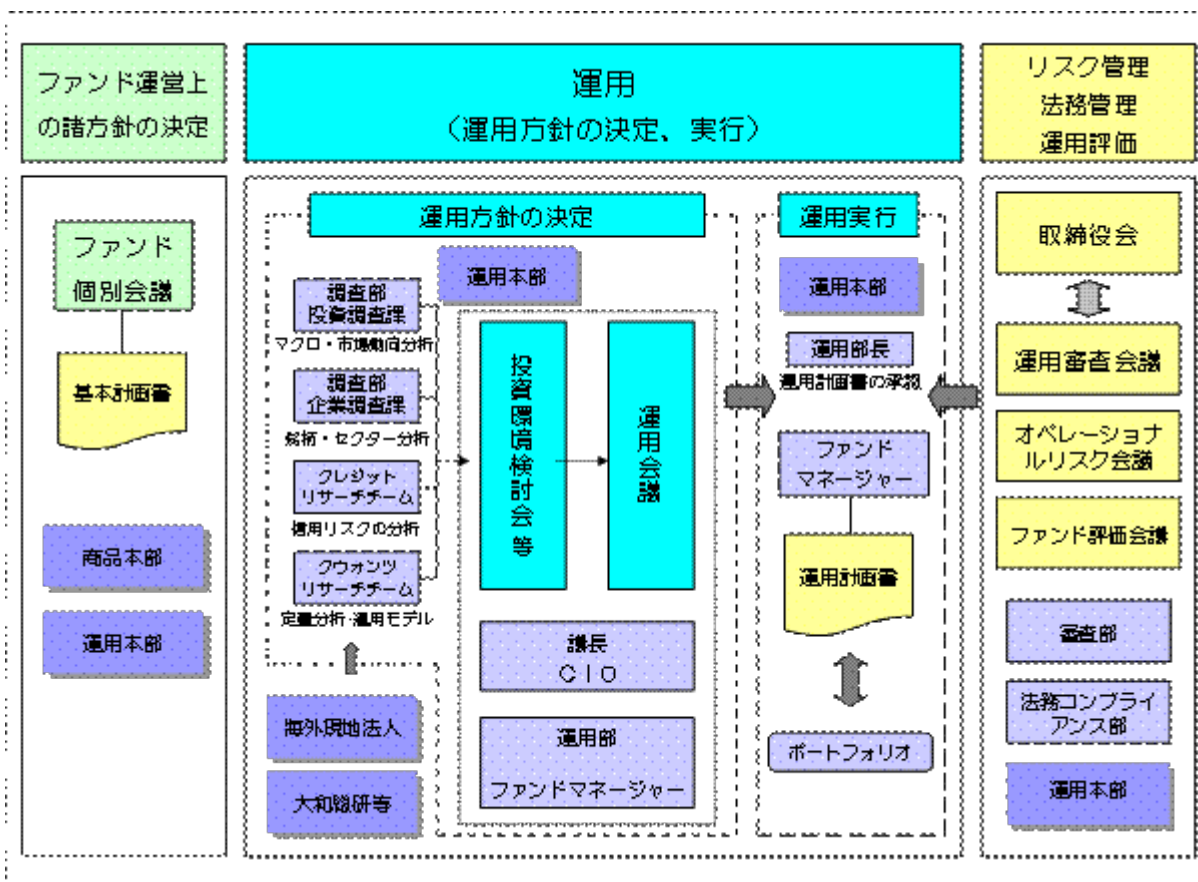 ファンド運営上
の諸方針の決定
運用
（運用方針の決定、実行）
リスク管理
法務管理
運用評価
ファンド
個別会議
基本計画書
商品本部
運用本部
運用方針の決定
運用本部
調査部
投資調査課
マクロ・市場動向分析
調査部
企業調査課
銘柄・セクター分析
クレジット
リサーチチーム
信用リスクの分析
クウォンツ
リサーチチーム
定量分析・運用モデル
海外現地法人
大和総研等
投資環境検討会等
運用会議
議長
CIO
運用部
ファンドマネージャー
運用実行
運用本部
運用部長
運用計画書の承認
ファンド
マネージャー
運用計画書
ポートフォリオ
取締役会
運用審査会議
オペレーショナ
ルリスク会議
ファンド評価会議
審査部
法務コンプライ
アンス部
運用本部